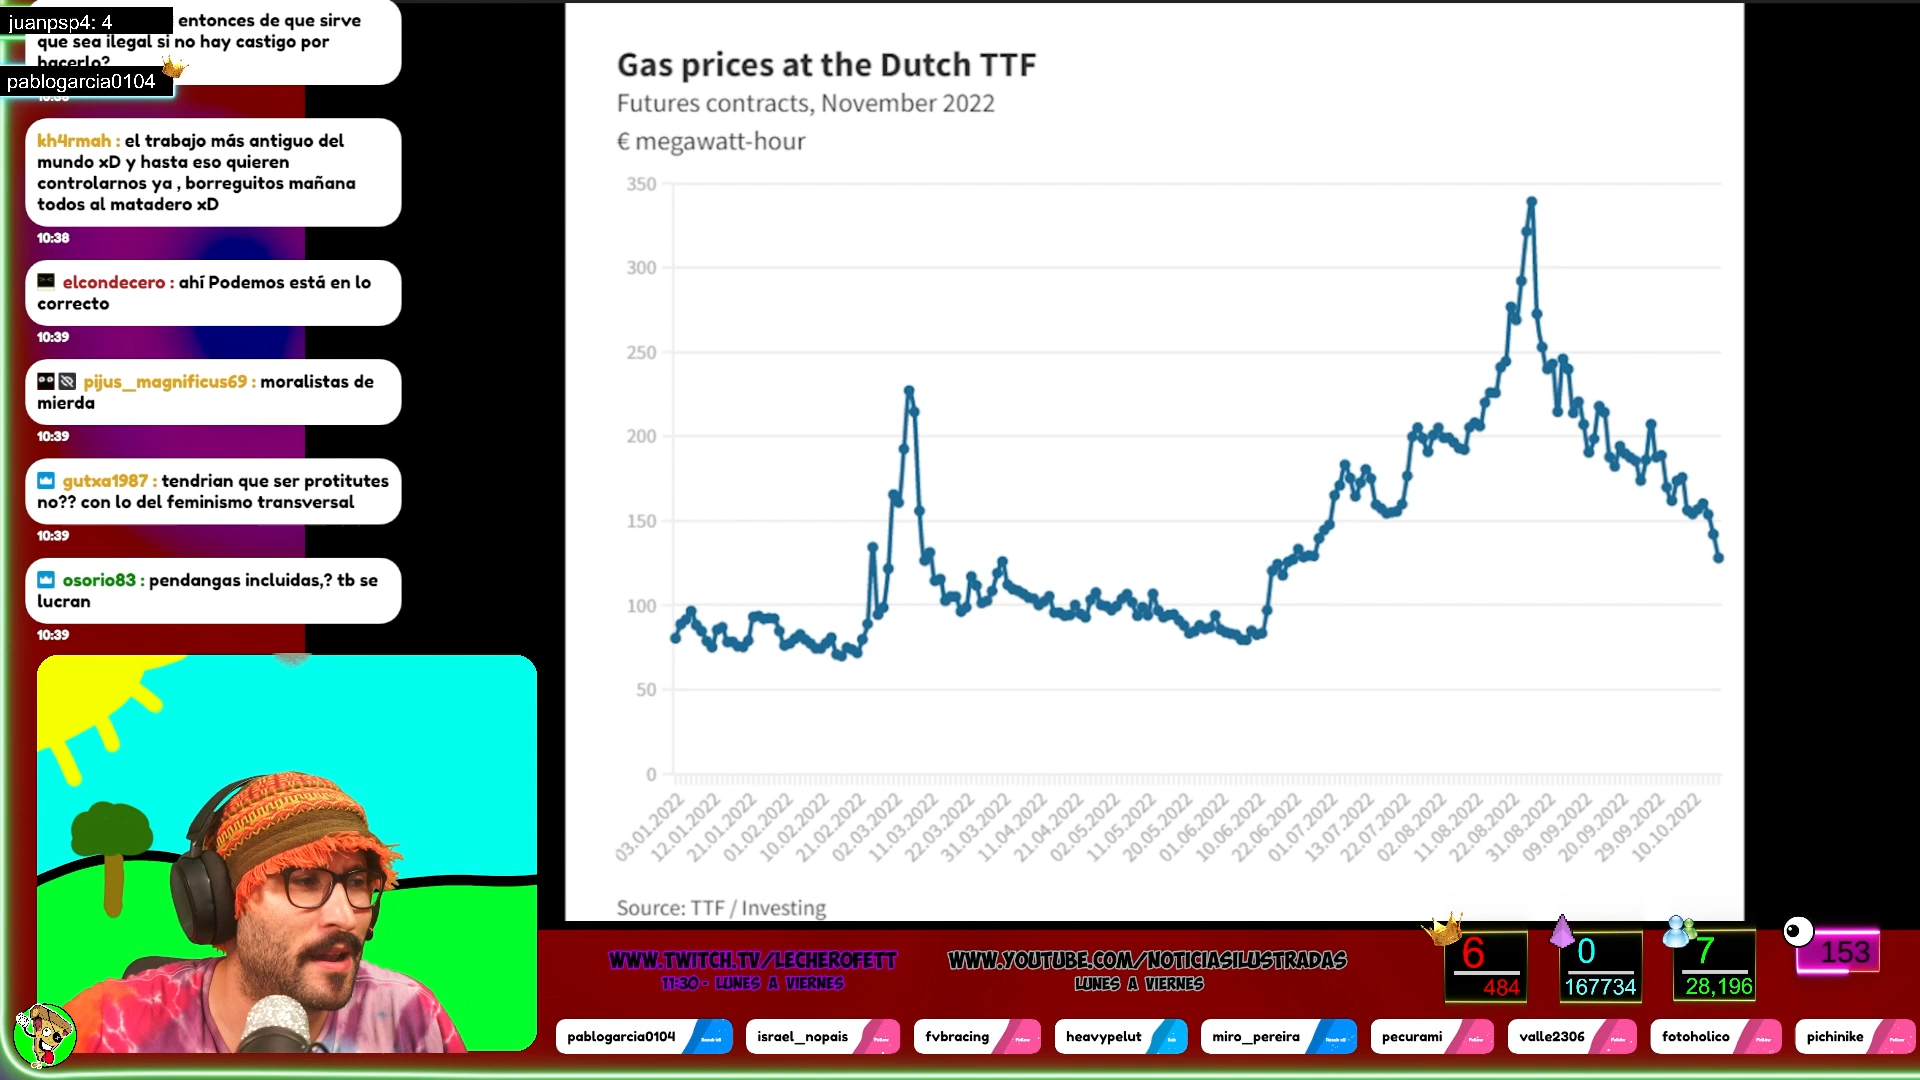 juanpsp4: 4
entonces de que sirve
que sea ilegal si no hay castigo por
hacerlo?
pablogarcia0104
kh4rmah : el trabajo más antiguo del
mundo xD y hasta eso quieren
controlarnos ya , borreguitos mañana
todos al matadero xD
10:38
elcondecero : ahí Podemos está en lo
correcto
10:39
pijus_magnificus69 : moralistas de
mierda
10:39
gutxa1987 : tendrian que ser protitutes
no?? con lo del feminismo transversal
10:39
osorio83 : pendangas incluidas,? tb se
lucran
10:39
Gas prices at the Dutch TTF
Futures contracts, November 2022
€ megawatt-hour
350
300
250
200
150
100
50
0
03.01.2022
12.01.2022
21.01.2022
01.02.2022
10.02.2022
21.02.2022
02.03.2022
11.03.2022
22.03.2022
31.03.2022
11.04.2022
21.04.2022
02.05.2022
11.05.2022
20.05.2022
01.06.2022
10.06.2022
22.06.2022
01.07.2022
13.07.2022
22.07.2022
02.08.2022
11.08.2022
22.08.2022
31.08.2022
09.09.2022
20.09.2022
29.09.2022
10.10.2022
Source: TTF / Investing
WWW.TWITCH.TV/LECHEROFETT
11:30 - LUNES A VIERNES
WWW.YOUTUBE.COM/NOTICIASILUSTRADAS
LUNES A VIERNES
6
484
0
167734
7
28,196
153
pablogarcia0104
israel_nopais
fvbracing
heavypelut
miro_pereira
pecurami
valle2306
fotoholico
pichinike